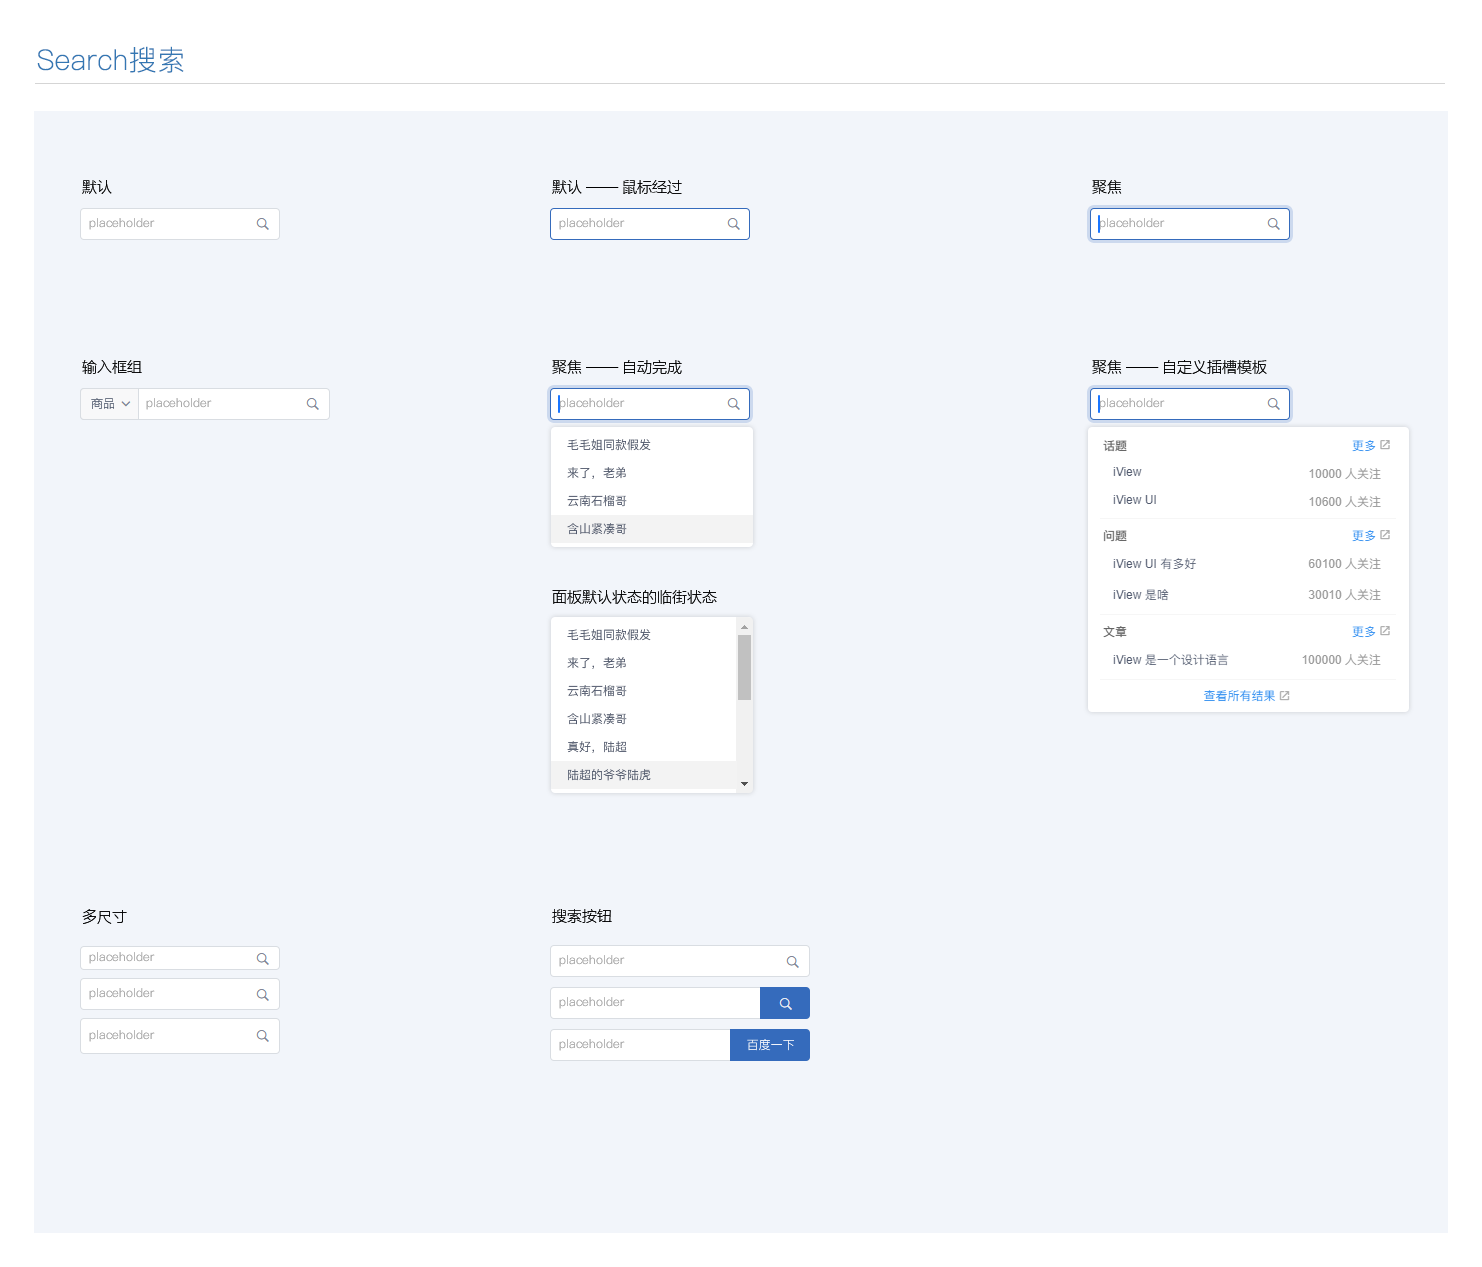 Search搜索
默认
placeholder
默认 —— 鼠标经过
placeholder
聚焦
placeholder
输入框组
商品
placeholder
聚焦 —— 自动完成
placeholder
毛毛姐同款假发
来了，老弟
云南石榴哥
含山紧凑哥
面板默认状态的临街状态
毛毛姐同款假发
来了，老弟
云南石榴哥
含山紧凑哥
真好，陆超
陆超的爷爷陆虎
聚焦 —— 自定义插槽模板
placeholder
话题 更多
iView 10000 人关注
iView UI 10600 人关注
问题 更多
iView UI 有多好 60100 人关注
iView 是啥 30010 人关注
文章 更多
iView 是一个设计语言 100000 人关注
查看所有结果
多尺寸
placeholder
placeholder
placeholder
搜索按钮
placeholder
placeholder
placeholder 百度一下